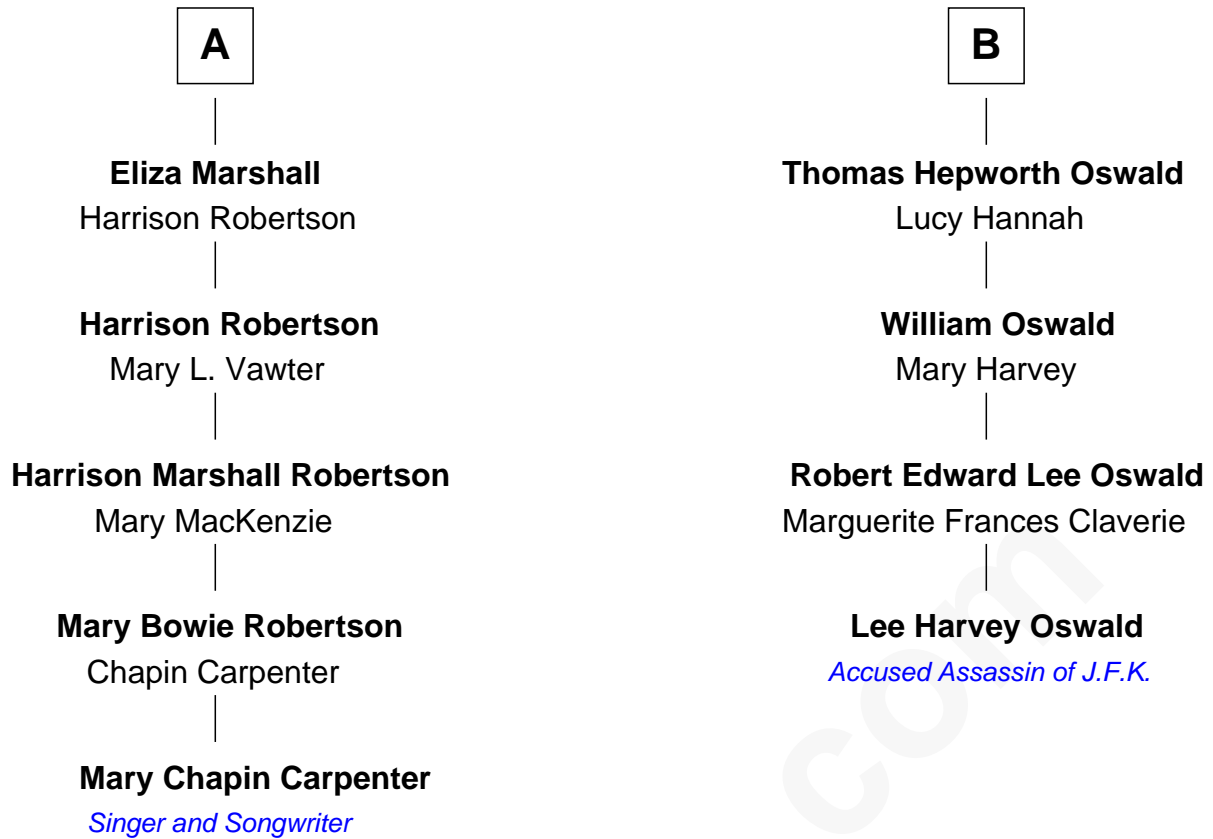 A
Eliza Marshall
Harrison Robertson
Harrison Robertson
Mary L. Vawter
Harrison Marshall Robertson
Mary MacKenzie
Mary Bowie Robertson
Chapin Carpenter
Mary Chapin Carpenter
Singer and Songwriter
B
Thomas Hepworth Oswald
Lucy Hannah
William Oswald
Mary Harvey
Robert Edward Lee Oswald
Marguerite Frances Claverie
Lee Harvey Oswald
Accused Assassin of J.F.K.
com